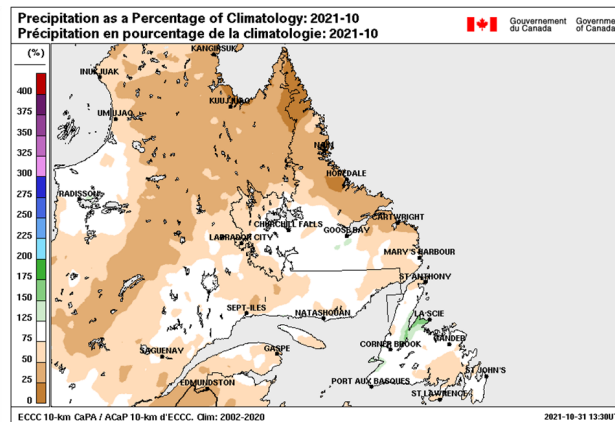 Precipitation as a Percentage of Climatology: 2021-10
Précipitation en pourcentage de la climatologie: 2021-10
Gouvernement du Canada
Governme
of Canada
(%)
400
375
350
325
300
275
250
225
200
175
150
125
75
50
25
0
KANGIRSUK
INUKJUAK
KUUJJUAQ
UMIUJAQ
NAIN
HOPEDALE
RADISSON
CARTWRIGHT
CHURCHILL FALLS
GOOSE BAY
LABRADOR CITY
MARY'S HARBOUR
ST ANTHONY
SEPT-ILES
NATASHQUAN
LA SCIE
GANDER
CORNER BROOK
SAGUENAY
GASPE
ST JOHN'S
EDMUNDSTON
PORT AUX BASQUES
ST LAWRENCE
ECCC 10-km CaPA / ACaP 10-km d'ECCC. Clim: 2002-2020
2021-10-31 13:30UT